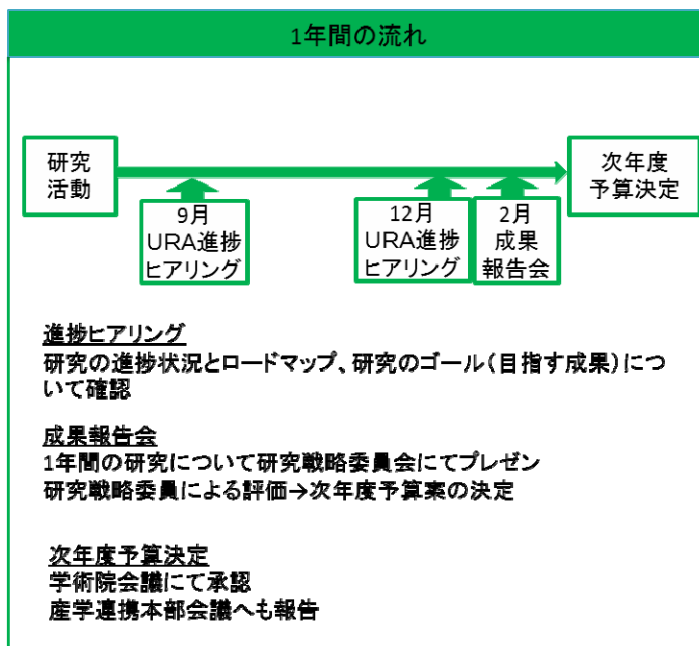 1年間の流れ
研究
活動
9月
URA進捗
ヒアリング
12月
URA進捗
ヒアリング
2月
成果
報告会
次年度
予算決定
進捗ヒアリング
研究の進捗状況とロードマップ、研究のゴール(目指す成果)につ
いて確認
成果報告会
1年間の研究について研究戦略委員会にてプレゼン
研究戦略委員による評価→次年度予算案の決定
次年度予算決定
学術院会議にて承認
産学連携本部会議へも報告